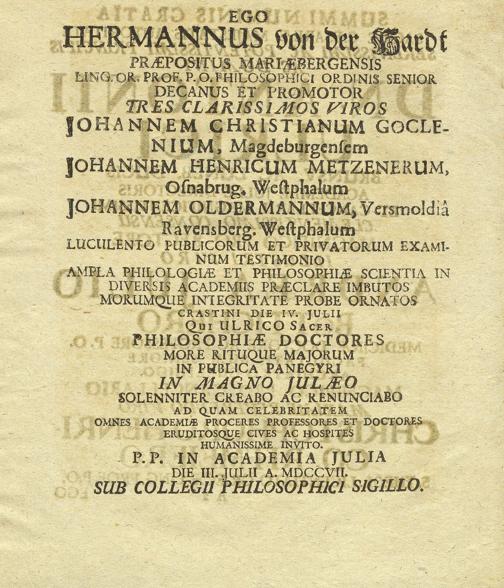 EGO
HERMANNUS von der Hardt
PRÆPOSITUS MARIÆBERGENSIS
LING. OR. PROF. P. O. PHILOSOPHICI ORDINIS SENIOR
DECANUS ET PROMOTOR
TRES CLARISSIMOS VIROS
JOHANNEM CHRISTIANUM GOCLE-
NIUM, Magdeburgensem
JOHANNEM HENRICUM METZENERUM,
Osnabrug. Westphalum
JOHANNEM OLDERMANNUM, Versmoldiâ
Ravensberg. Westphalum
LUCULENTO PUBLICORUM ET PRIVATORUM EXAMI-
NUM TESTIMONIO
AMPLA PHILOLOGIÆ ET PHILOSOPHIÆ SCIENTIA IN
DIVERSIS ACADEMIIS PRÆCLARE IMBUTOS
MORUMQUE INTEGRITATE PROBE ORNATOS
CRASTINI DIE IV. JULII
QUI ULRICO SACER
PHILOSOPHIÆ DOCTORES
MORE RITUQUE MAJORUM
IN PUBLICA PANEGYRI
IN MAGNO JULÆO
SOLENNITER CREABO AC RENUNCIABO
AD QUAM CELEBRITATEM
OMNES ACADEMIÆ PROCERES PROFESSORES ET DOCTORES
ERUDITOSQUE CIVES AC HOSPITES
HUMANISSIME INVITO.
P. P. IN ACADEMIA JULIA
DIE III. JULII A. MDCCVII.
SUB COLLEGII PHILOSOPHICI SIGILLO.